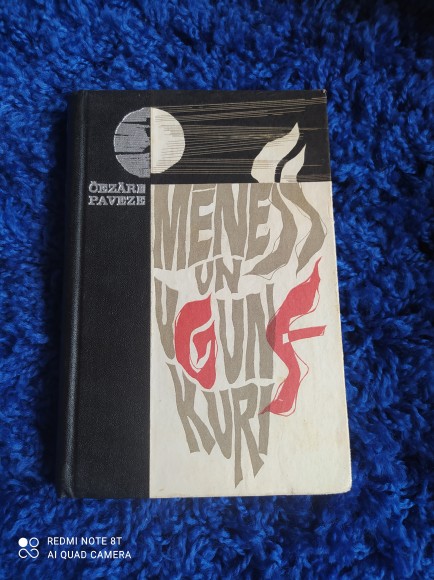 ČEZĀRE
PAVEZE
MĒNESS
UN
UGUNS
KURI
REDMI NOTE 8T
AI QUAD CAMERA